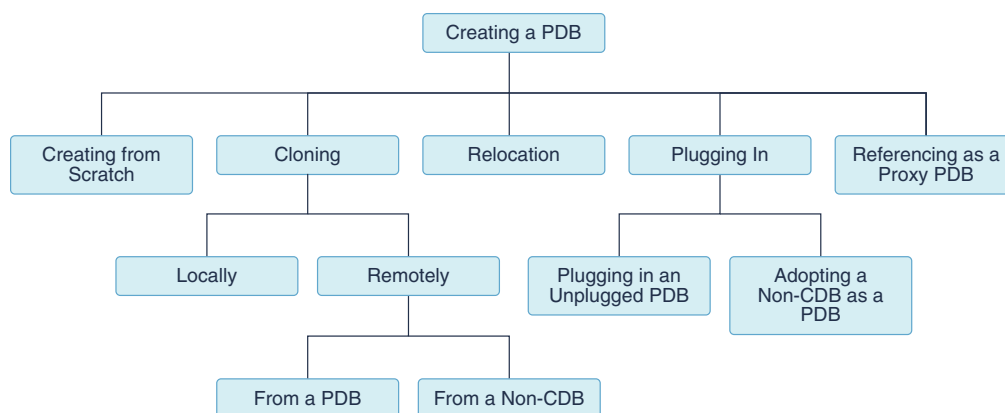 Creating a PDB
Creating from
Scratch
Cloning
Relocation
Plugging In
Referencing as a
Proxy PDB
Locally
Remotely
Plugging in an
Unplugged PDB
Adopting a
Non-CDB as a
PDB
From a PDB
From a Non-CDB